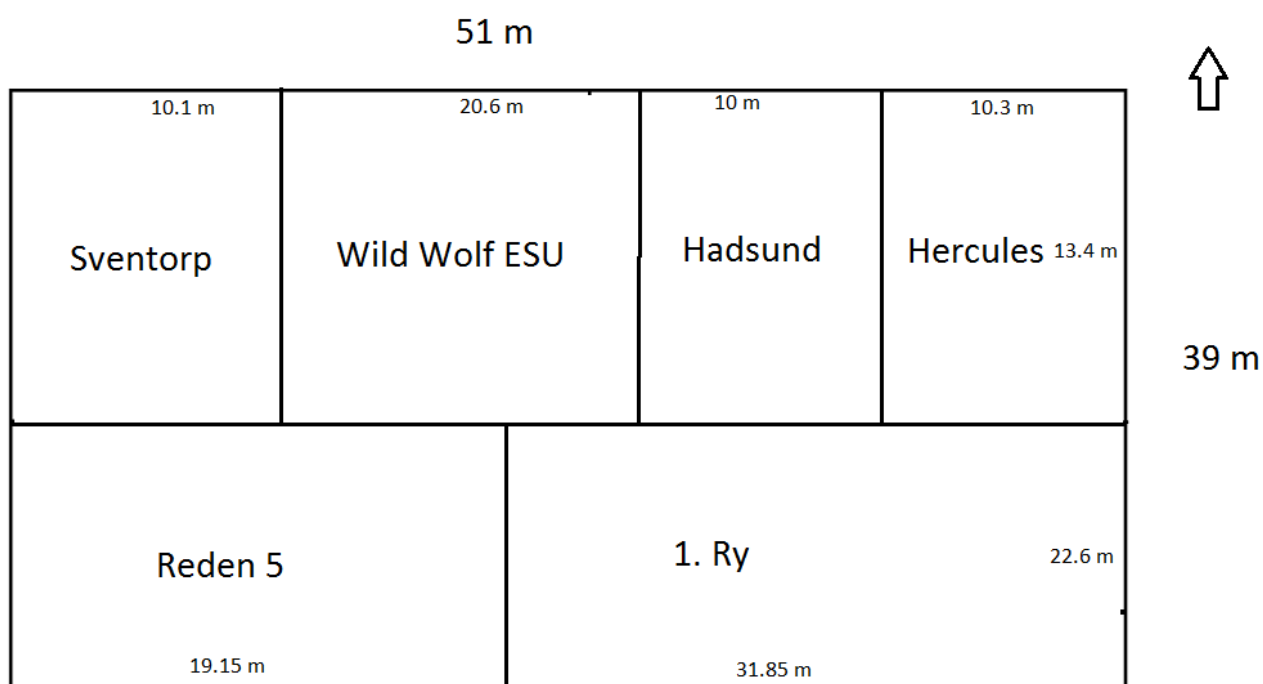 51 m
10.1 m
20.6 m
10 m
10.3 m
Sventorp
Wild Wolf ESU
Hadsund
Hercules
13.4 m
39 m
Reden 5
1. Ry
22.6 m
19.15 m
31.85 m